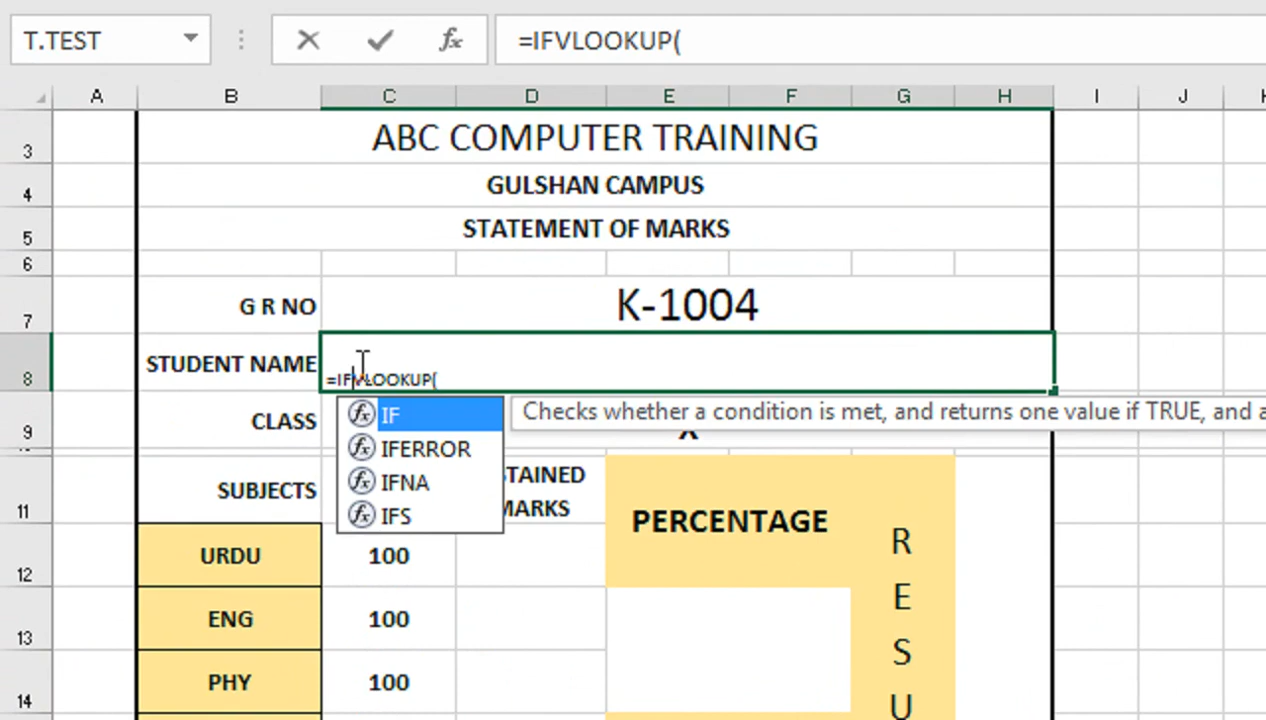 T.TEST =IFVLOOKUP(
A B C D E F G H I J
3 ABC COMPUTER TRAINING
4 GULSHAN CAMPUS
5 STATEMENT OF MARKS
6
7 G R NO K-1004
8 STUDENT NAME =IFVLOOKUP(
9 CLASS X
IF Checks whether a condition is met, and returns one value if TRUE, and
IFERROR
IFNA
IFS
11 SUBJECTS
PERCENTAGE
12 URDU 100
13 ENG 100
14 PHY 100
R
E
S
U